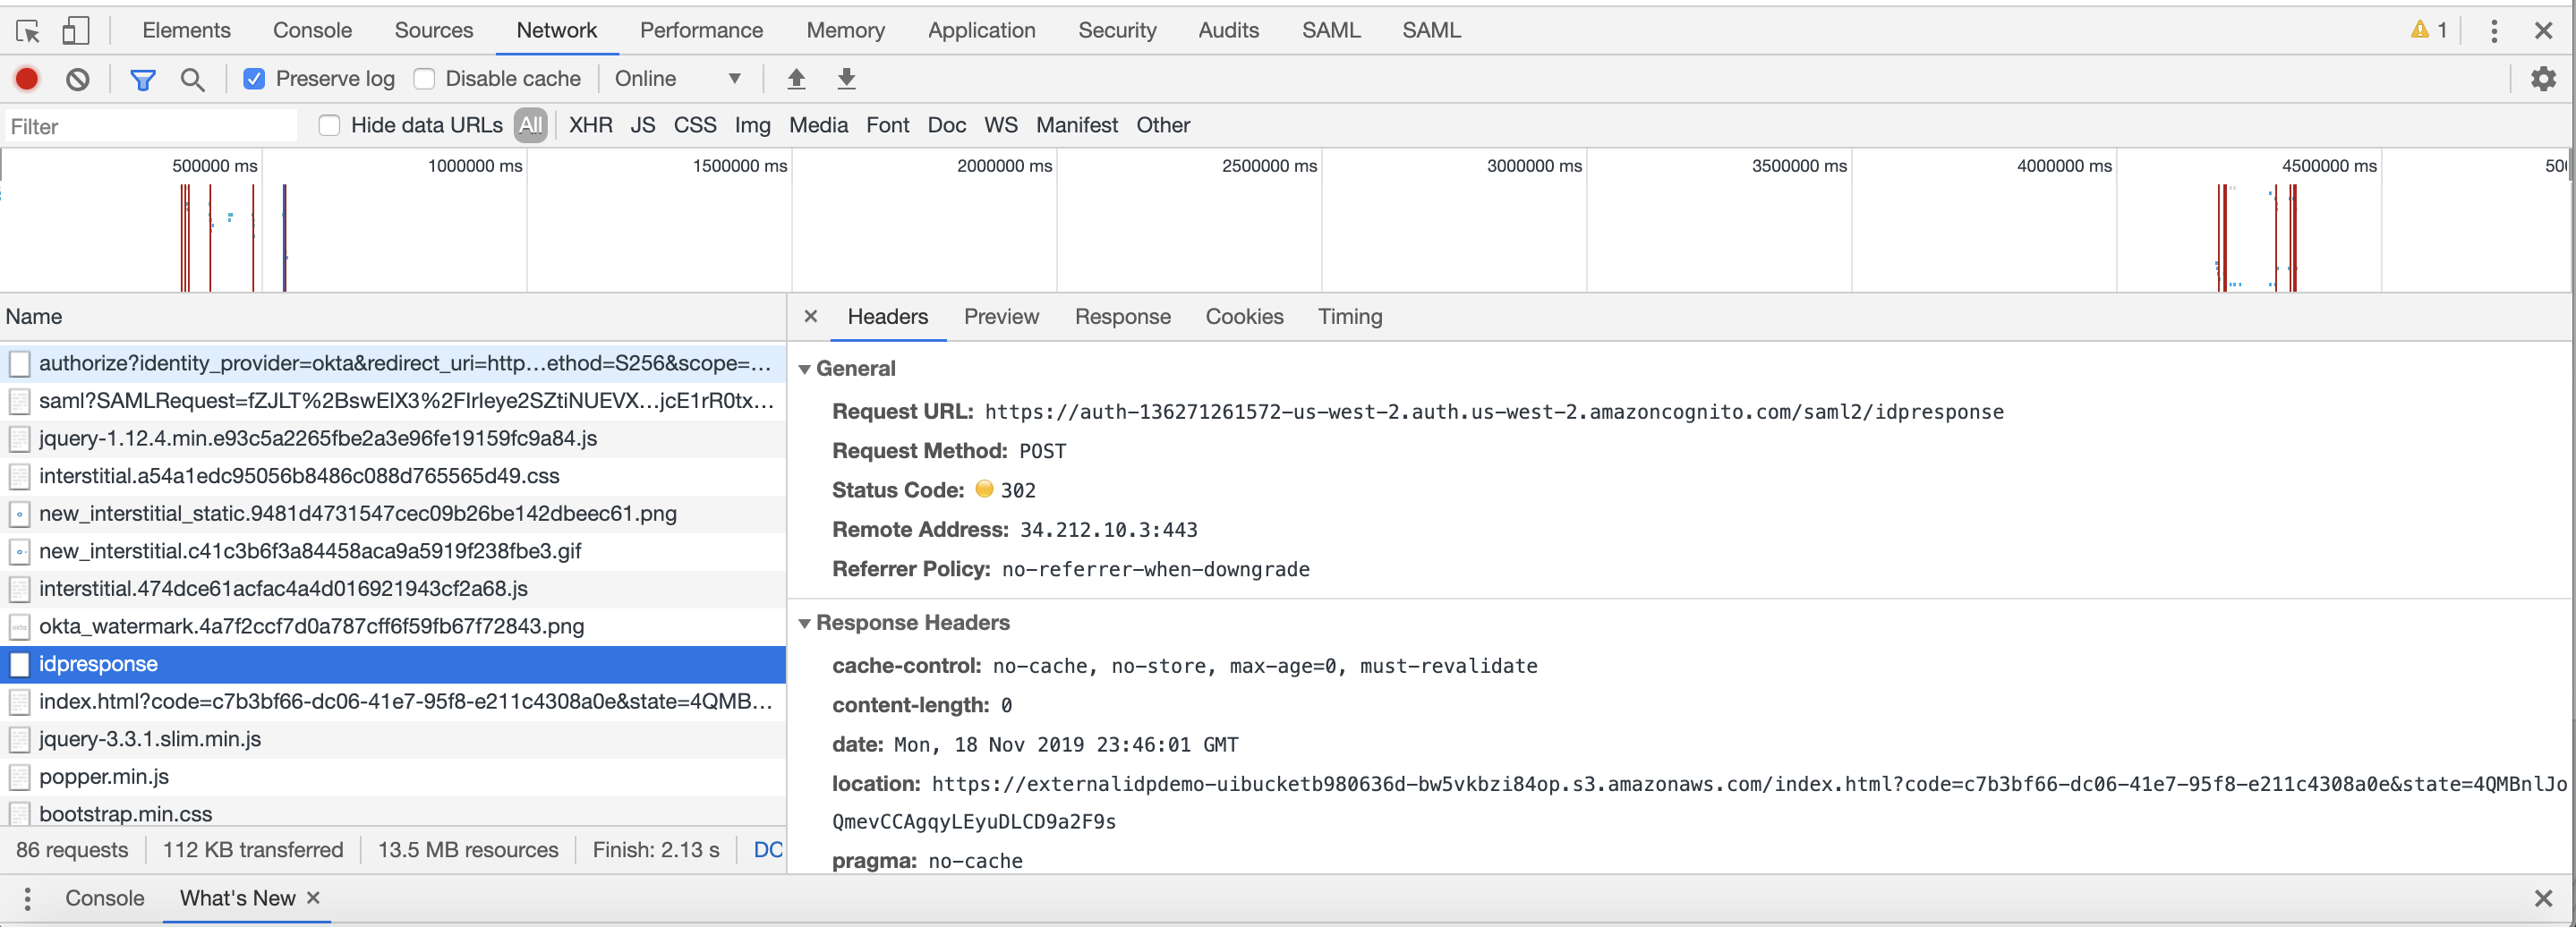 Elements Console Sources Network Performance Memory Application Security Audits SAML SAML 1
Preserve log Disable cache Online
Filter Hide data URLs All XHR JS CSS Img Media Font Doc WS Manifest Other
500000 ms 1000000 ms 1500000 ms 2000000 ms 2500000 ms 3000000 ms 3500000 ms 4000000 ms 4500000 ms
Name
authorize?identity_provider=okta&redirect_uri=http…ethod=S256&scope=…
saml?SAMLRequest=fZJLT%2BswElX3%2FIrIeye2SZtiNUEVX…jcE1rR0tx…
jquery-1.12.4.min.e93c5a2265fbe2a3e96fe19159fc9a84.js
interstitial.a54a1edc95056b8486c088d765565d49.css
new_interstitial_static.9481d4731547cec09b26be142dbeec61.png
new_interstitial.c41c3b6f3a84458aca9a5919f238fbe3.gif
interstitial.474dce61acfac4a4d016921943cf2a68.js
okta_watermark.4a7f2ccf7d0a787cff6f59fb67f72843.png
idpresponse
index.html?code=c7b3bf66-dc06-41e7-95f8-e211c4308a0e&state=4QMB…
jquery-3.3.1.slim.min.js
popper.min.js
bootstrap.min.css
86 requests 112 KB transferred 13.5 MB resources Finish: 2.13 s
Headers Preview Response Cookies Timing
General
Request URL: https://auth-136271261572-us-west-2.auth.us-west-2.amazoncognito.com/saml2/idpresponse
Request Method: POST
Status Code: 302
Remote Address: 34.212.10.3:443
Referrer Policy: no-referrer-when-downgrade
Response Headers
cache-control: no-cache, no-store, max-age=0, must-revalidate
content-length: 0
date: Mon, 18 Nov 2019 23:46:01 GMT
location: https://externalidpdemo-uibucketb980636d-bw5vkbzi84op.s3.amazonaws.com/index.html?code=c7b3bf66-dc06-41e7-95f8-e211c4308a0e&state=4QMBnlJo
QmevCCAgqyLEyuDLCD9a2F9s
pragma: no-cache
Console What's New